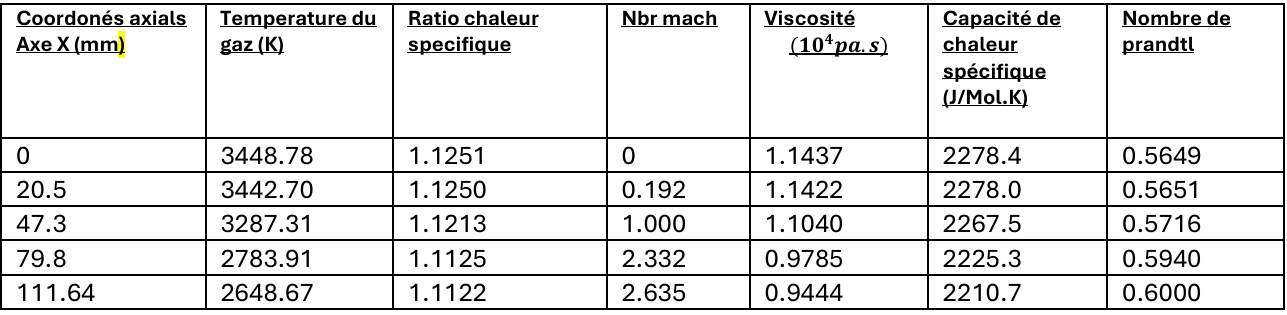 Coordonés axials Axe X (mm)	Temperature du gaz (K)	Ratio chaleur specifique	Nbr mach	Viscosité (10⁴pa.s)	Capacité de chaleur spécifique (J/Mol.K)	Nombre de prandtl
0	3448.78	1.1251	0	1.1437	2278.4	0.5649
20.5	3442.70	1.1250	0.192	1.1422	2278.0	0.5651
47.3	3287.31	1.1213	1.000	1.1040	2267.5	0.5716
79.8	2783.91	1.1125	2.332	0.9785	2225.3	0.5940
111.64	2648.67	1.1122	2.635	0.9444	2210.7	0.6000